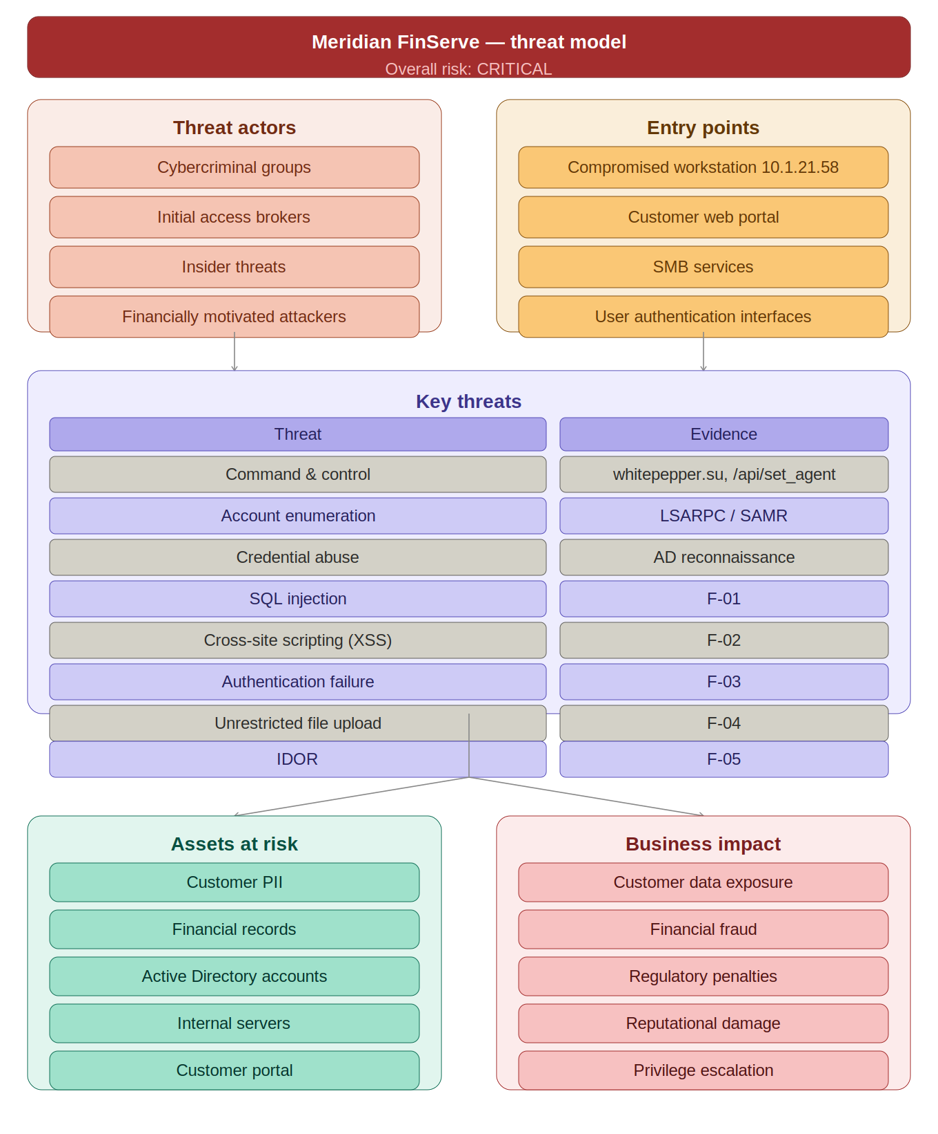 Meridian FinServe — threat model
Overall risk: CRITICAL
Threat actors
Cybercriminal groups
Initial access brokers
Insider threats
Financially motivated attackers
Entry points
Compromised workstation 10.1.21.58
Customer web portal
SMB services
User authentication interfaces
Key threats
Threat Evidence
Command & control whitepepper.su, /api/set_agent
Account enumeration LSARPC / SAMR
Credential abuse AD reconnaissance
SQL injection F-01
Cross-site scripting (XSS) F-02
Authentication failure F-03
Unrestricted file upload F-04
IDOR F-05
Assets at risk
Customer PII
Financial records
Active Directory accounts
Internal servers
Customer portal
Business impact
Customer data exposure
Financial fraud
Regulatory penalties
Reputational damage
Privilege escalation